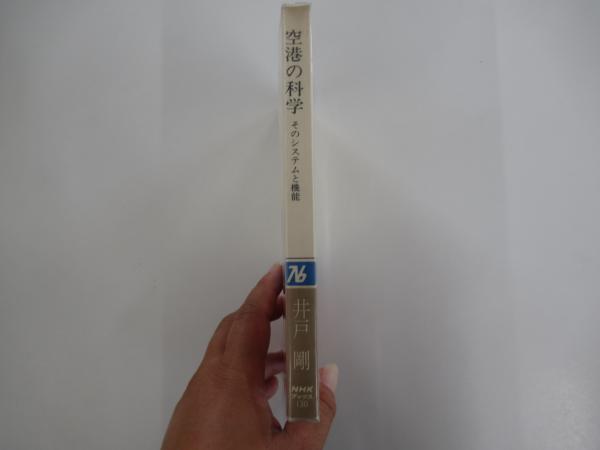 空港の科学
そのシステムと機能
76
井戸 剛
NHK
ブックス
130